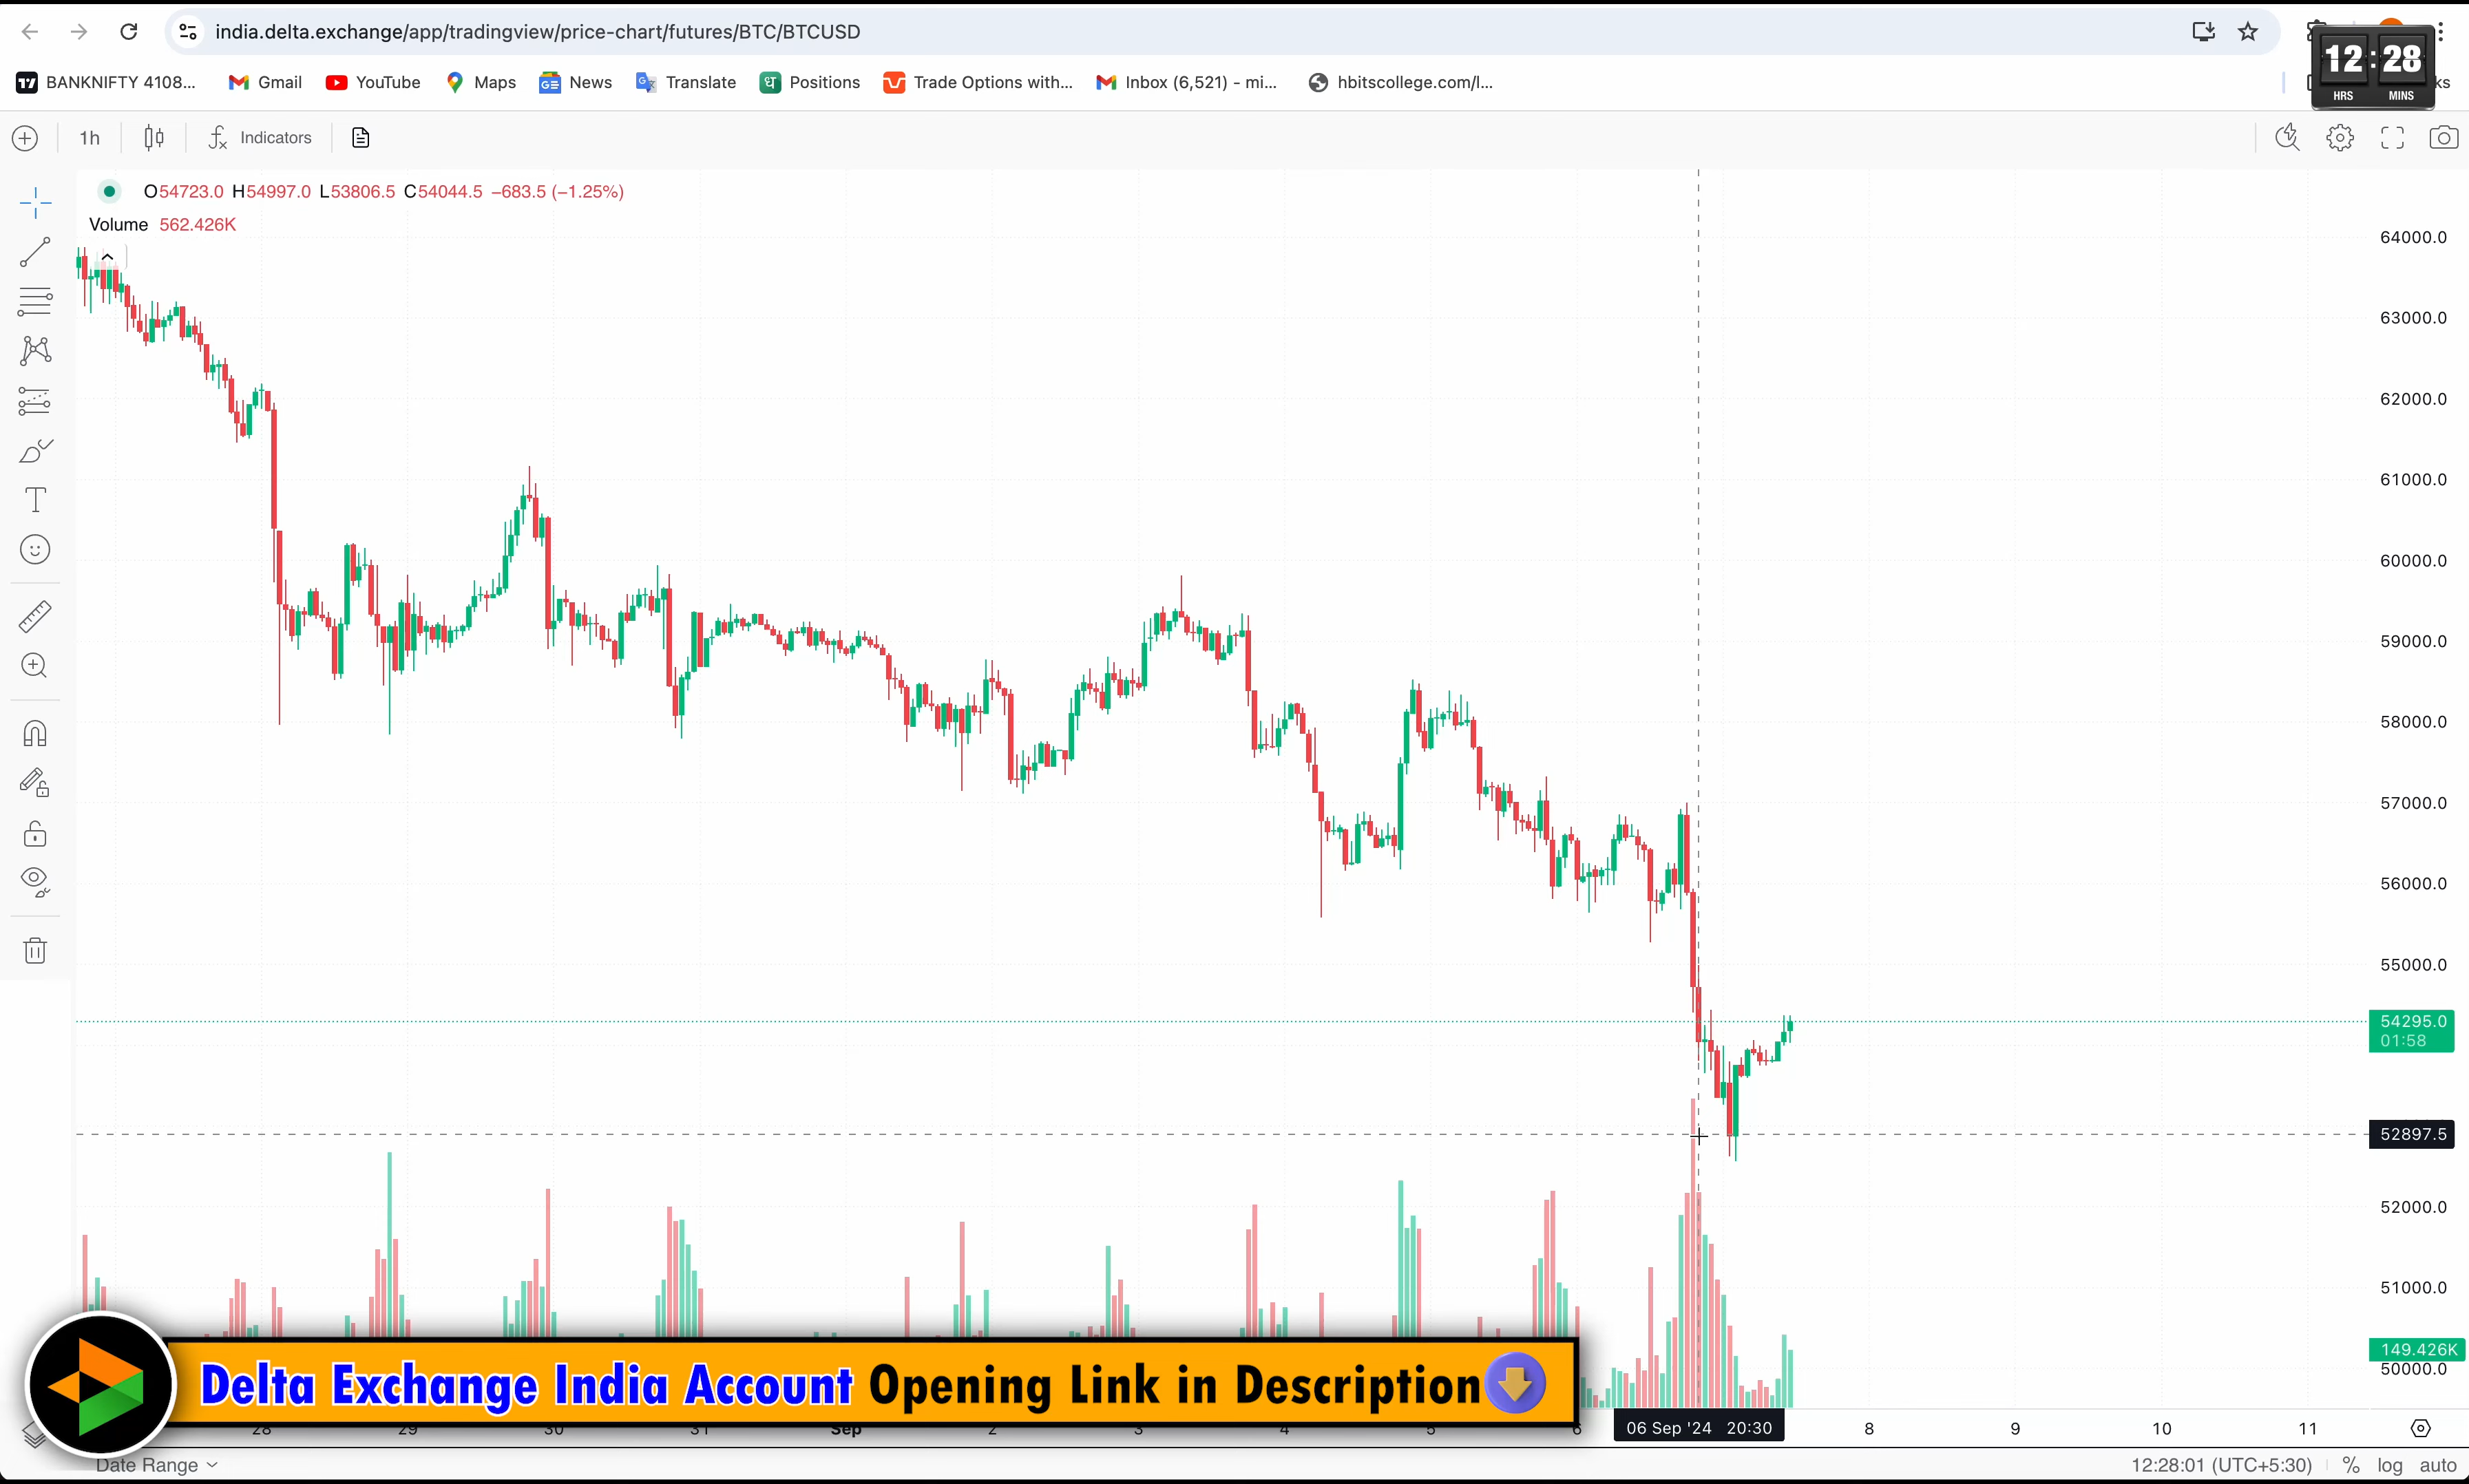 india.delta.exchange/app/tradingview/price-chart/futures/BTC/BTCUSD
12:28
HRS MINS
BANKNIFTY 4108... Gmail YouTube Maps News Translate Positions Trade Options with... Inbox (6,521) - mi... hbitscollege.com/l...
1h Indicators
O54723.0 H54997.0 L53806.5 C54044.5 −683.5 (−1.25%)
Volume 562.426K
64000.0
63000.0
62000.0
61000.0
60000.0
59000.0
58000.0
57000.0
56000.0
55000.0
54295.0
01:58
52897.5
52000.0
51000.0
149.426K
50000.0
Delta Exchange India Account Opening Link in Description
28 29 30 31 Sep 2 3 4 5 6 06 Sep '24 20:30 8 9 10 11
Date Range 12:28:01 (UTC+5:30) % log auto